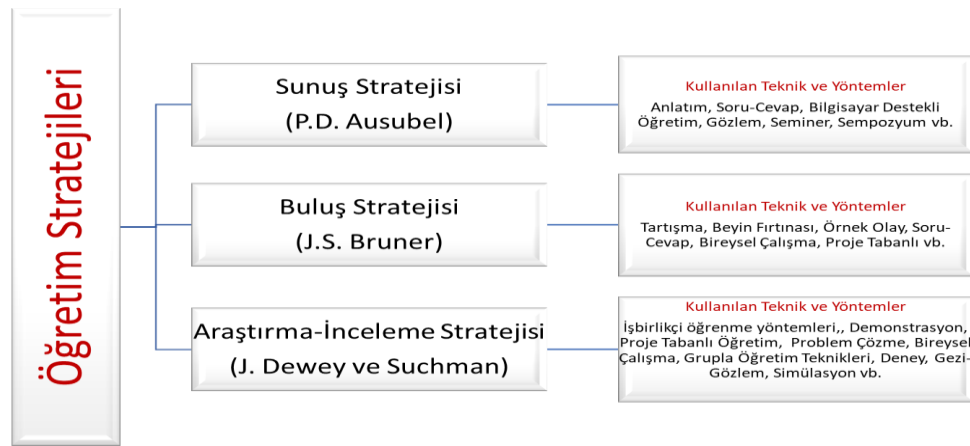 Öğretim Stratejileri
Sunuş Stratejisi
(P.D. Ausubel)
Kullanılan Teknik ve Yöntemler
Anlatım, Soru-Cevap, Bilgisayar Destekli
Öğretim, Gözlem, Seminer, Sempozyum vb.
Buluş Stratejisi
(J.S. Bruner)
Kullanılan Teknik ve Yöntemler
Tartışma, Beyin Fırtınası, Örnek Olay, Soru-
Cevap, Bireysel Çalışma, Proje Tabanlı vb.
Araştırma-İnceleme Stratejisi
(J. Dewey ve Suchman)
Kullanılan Teknik ve Yöntemler
İşbirlikçi öğrenme yöntemleri,, Demonstrasyon,
Proje Tabanlı Öğretim, Problem Çözme, Bireysel
Çalışma, Grupla Öğretim Teknikleri, Deney, Gezi-
Gözlem, Simülasyon vb.